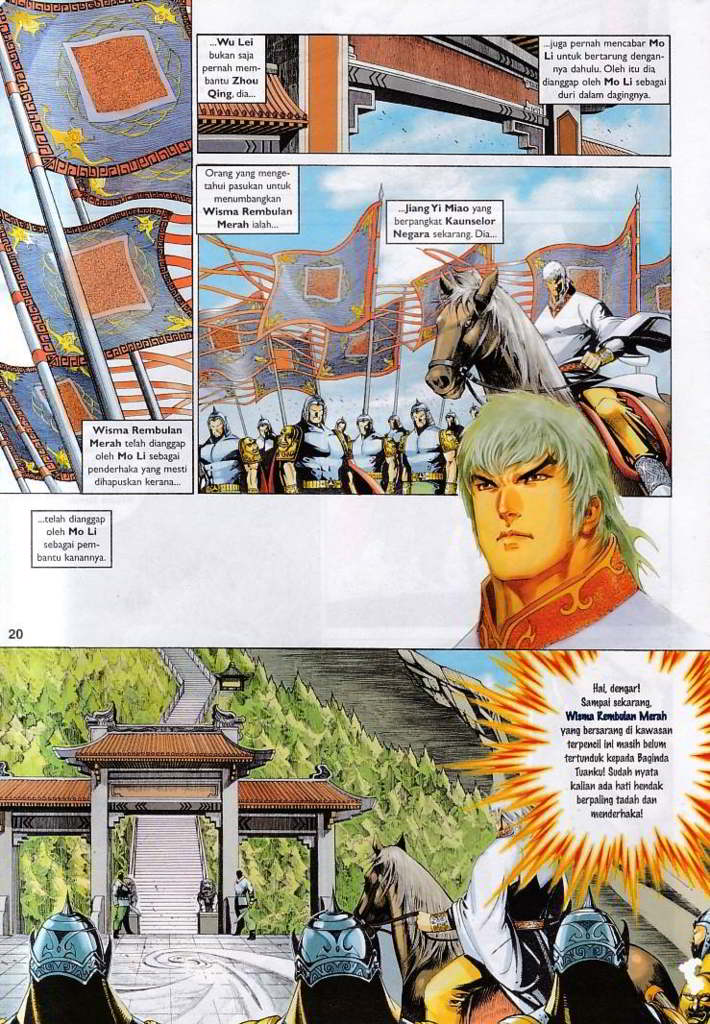 Wisma Rembulan
Merah telah dianggap
oleh Mo Li sebagai
penderhaka yang mesti
dihapuskan kerana...
...Wu Lei
bukan saja
pernah mem-
bantu Zhou
Qing, dia...
...juga pernah mencabar Mo
Li untuk bertarung dengan-
nya dahulu. Oleh itu dia
dianggap oleh Mo Li sebagai
duri dalam dagingnya.
...telah dianggap
oleh Mo Li
sebagai pem-
bantu kanannya.
Orang yang menge-
tahui pasukan untuk
menumbangkan
Wisma Rembulan
Merah ialah...
...Jiang Yi Miao yang
berpangkat Kaunselor
Negara sekarang. Dia...
20
Hai, dengar!
Sampai sekarang,
Wisma Rembulan Merah
yang bersarang di kawasan
terpencil ini masih belum
tertunduk kepada Baginda
Tuanku! Sudah nyata
kalian ada hati hendak
berpaling tadah dan
menderhaka!